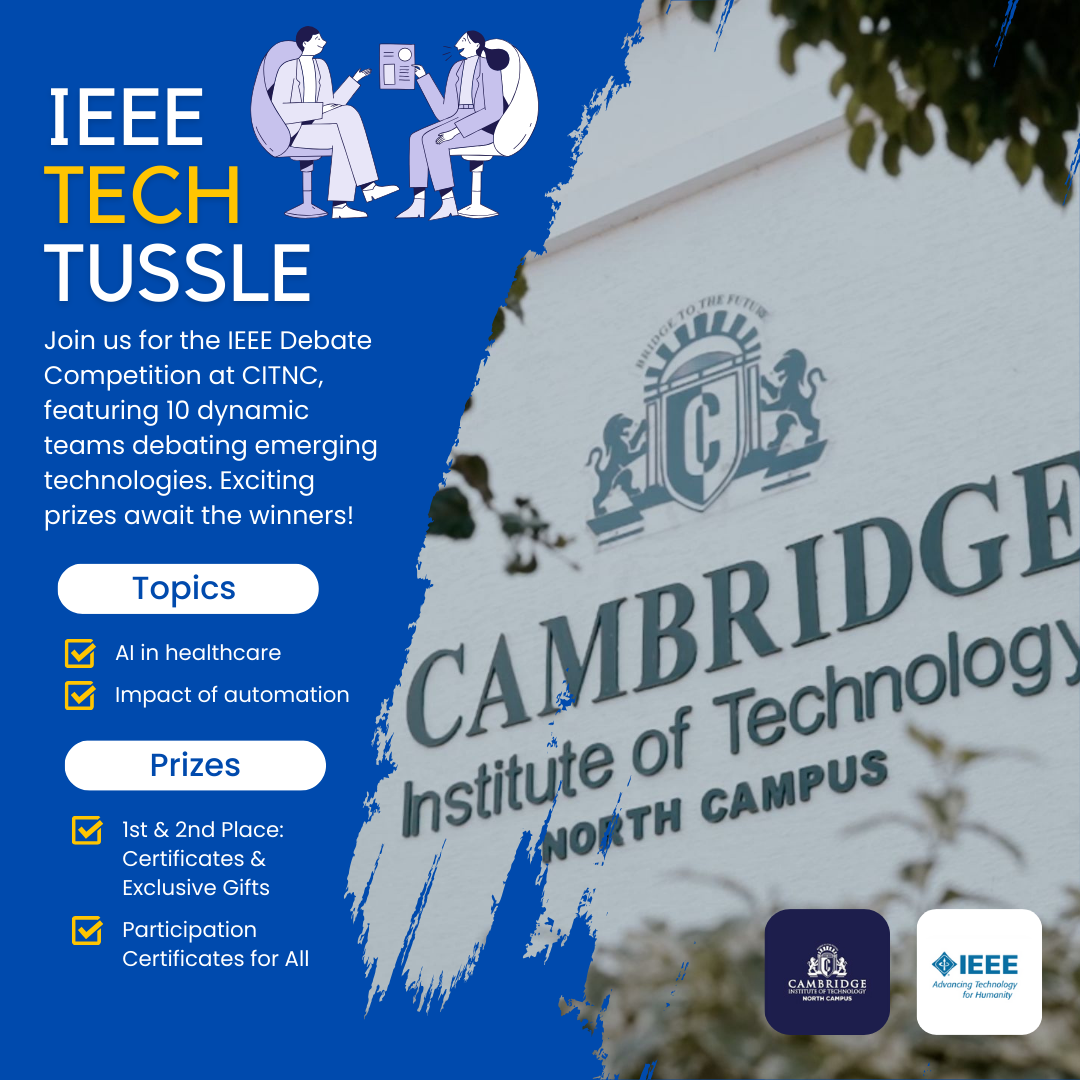 IEEE
TECH
TUSSLE
Join us for the IEEE Debate
Competition at CITNC,
featuring 10 dynamic
teams debating emerging
technologies. Exciting
prizes await the winners!
Topics
AI in healthcare
Impact of automation
Prizes
1st & 2nd Place:
Certificates &
Exclusive Gifts
Participation
Certificates for All
BRIDGE TO THE FUTURE
C
CAMBRIDGE
Institute of Technology
NORTH CAMPUS
C
CAMBRIDGE
INSTITUTE OF TECHNOLOGY
NORTH CAMPUS
IEEE
Advancing Technology
for Humanity